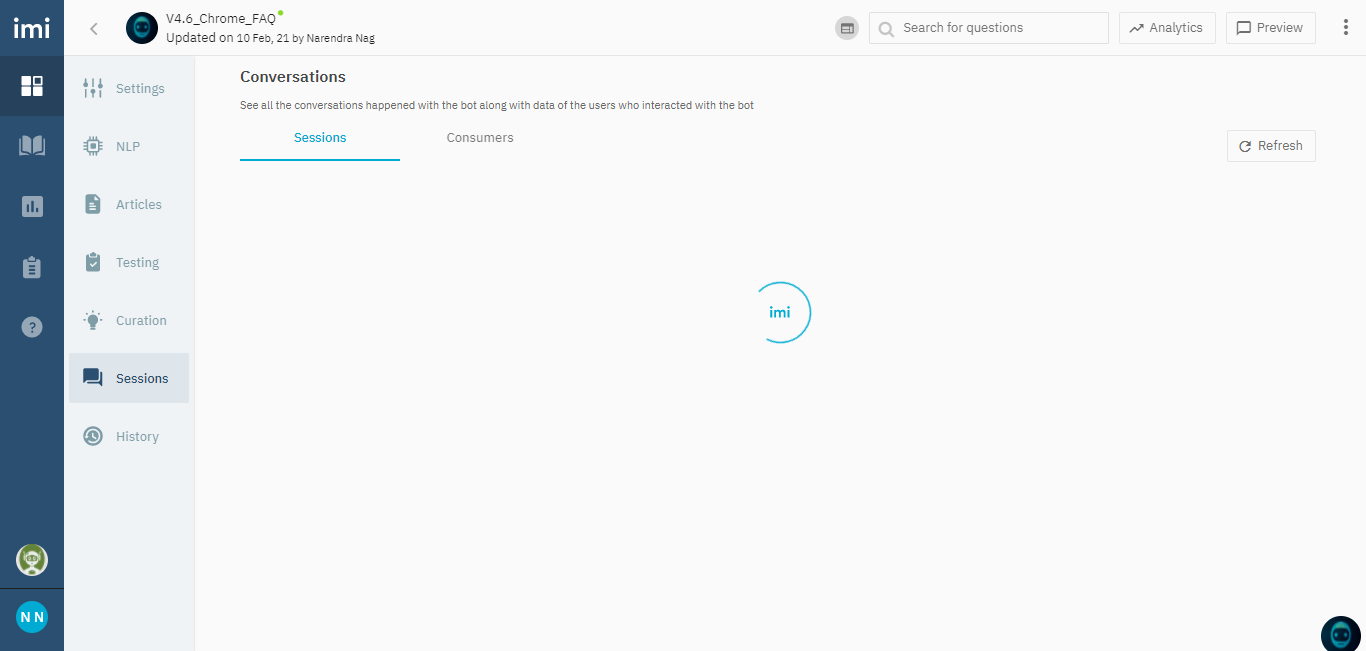 imi
V4.6_Chrome_FAQ
Updated on 10 Feb, 21 by Narendra Nag
Search for questions
Analytics
Preview
Settings
NLP
Articles
Testing
Curation
Sessions
History
Conversations
See all the conversations happened with the bot along with data of the users who interacted with the bot
Sessions
Consumers
Refresh
imi
?
N N